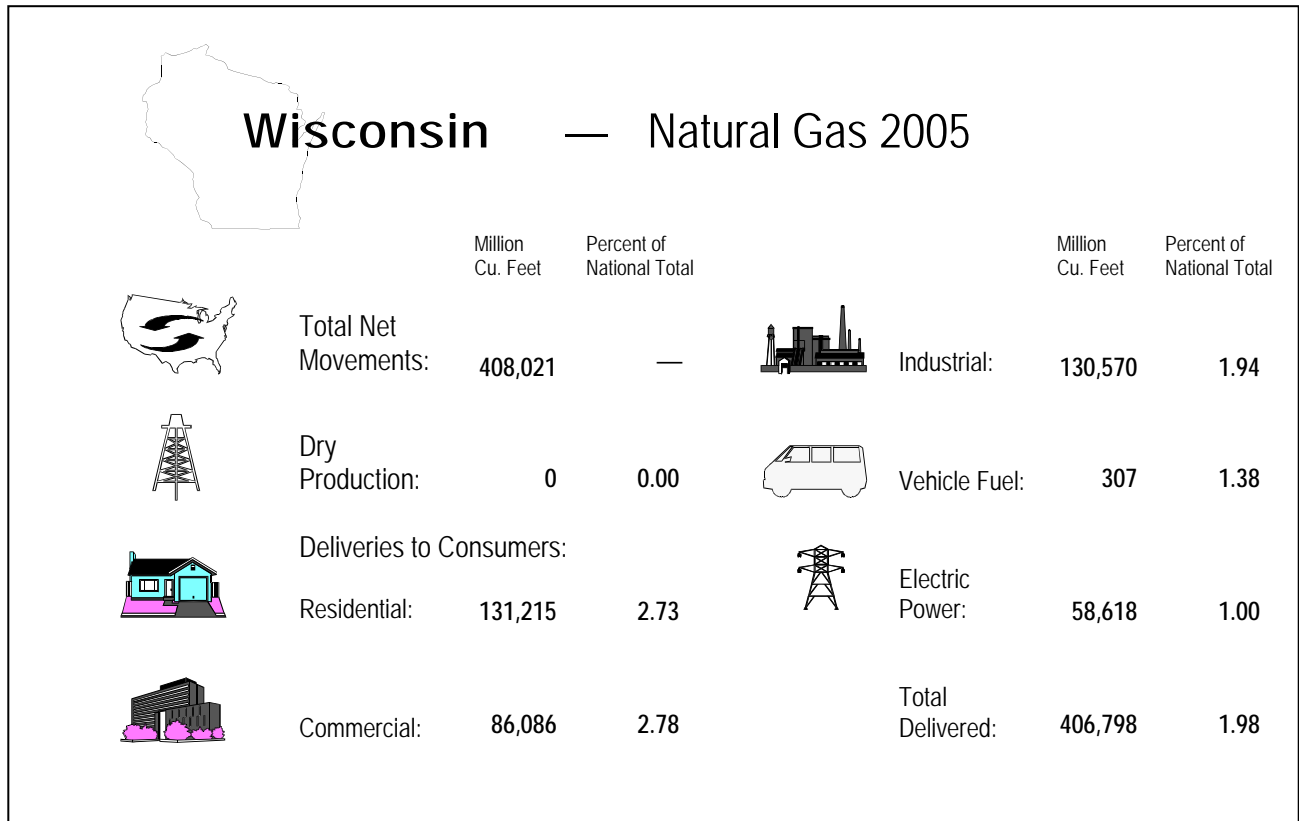 Wisconsin — Natural Gas 2005
Million Percent of
Cu. Feet National Total
Total Net
Movements: 408,021 —
Dry
Production: 0 0.00
Deliveries to Consumers:
Residential: 131,215 2.73
Commercial: 86,086 2.78
Million Percent of
Cu. Feet National Total
Industrial: 130,570 1.94
Vehicle Fuel: 307 1.38
Electric
Power: 58,618 1.00
Total
Delivered: 406,798 1.98